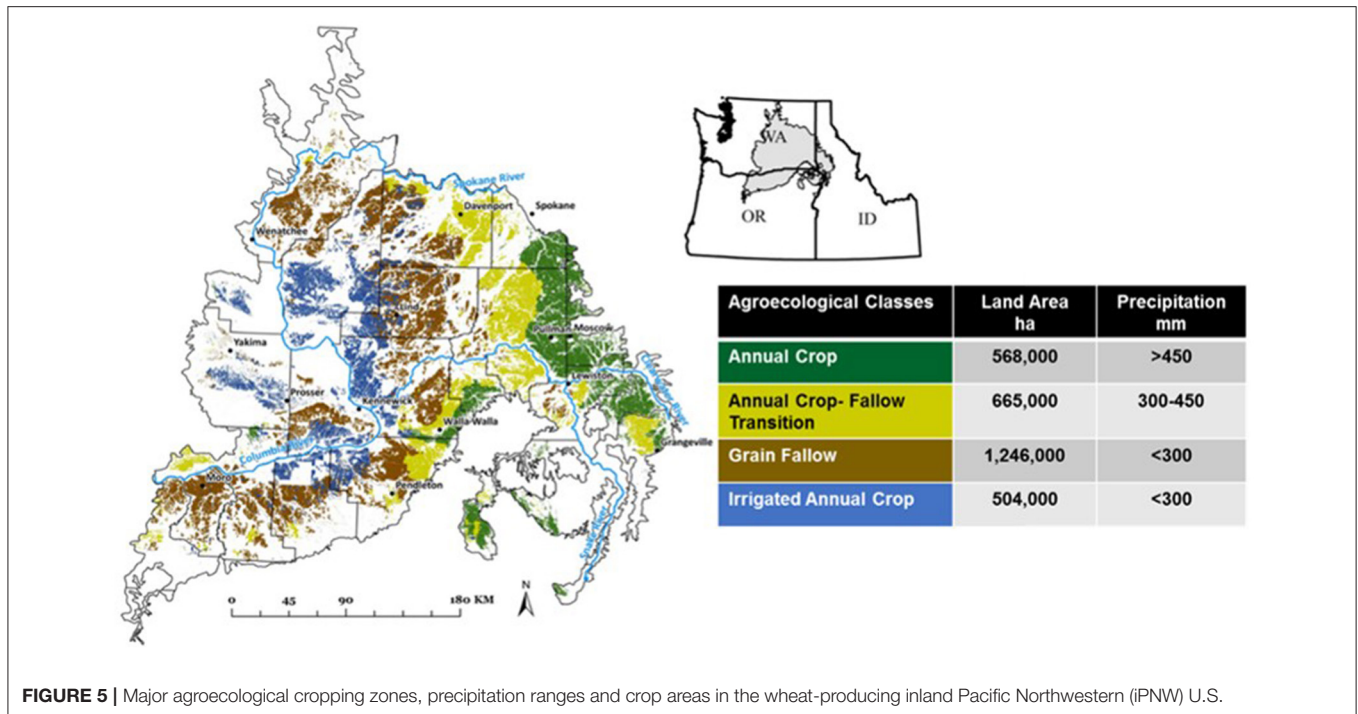 Spokane River
Davenport
Spokane
Wenatchee
Lind
Pullman
Moscow
Yakima
Lewiston
Prosser
Kennewick
Walla-Walla
Grangeville
Columbia River
Moro
Pendleton
Snake River
N
0 45 90 180 KM
WA
OR
ID
Agroecological Classes Land Area ha Precipitation mm
Annual Crop 568,000 >450
Annual Crop- Fallow Transition 665,000 300-450
Grain Fallow 1,246,000 <300
Irrigated Annual Crop 504,000 <300
FIGURE 5 | Major agroecological cropping zones, precipitation ranges and crop areas in the wheat-producing inland Pacific Northwestern (iPNW) U.S.